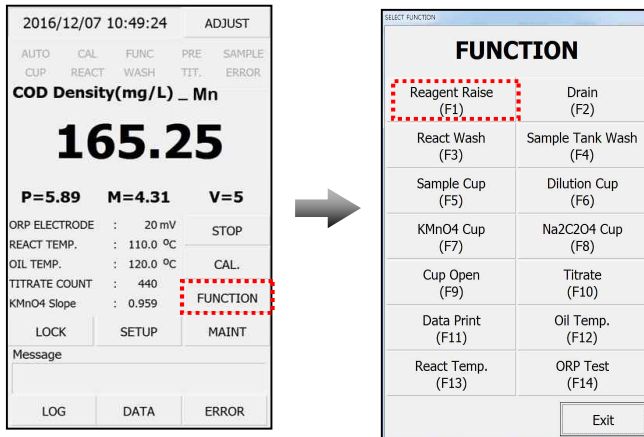 2016/12/07 10:49:24 ADJUST
AUTO CAL FUNC PRE SAMPLE
CUP REACT WASH TIT. ERROR
COD Density(mg/L) _ Mn
165.25
P=5.89 M=4.31 V=5
ORP ELECTRODE : 20 mV
REACT TEMP. : 110.0 ºC
OIL TEMP. : 120.0 ºC
TITRATE COUNT : 440
KMnO4 Slope : 0.959
STOP
CAL.
FUNCTION
LOCK SETUP MAINT
Message
LOG DATA ERROR
SELECT FUNCTION
FUNCTION
Reagent Raise
(F1)
Drain
(F2)
React Wash
(F3)
Sample Tank Wash
(F4)
Sample Cup
(F5)
Dilution Cup
(F6)
KMnO4 Cup
(F7)
Na2C2O4 Cup
(F8)
Cup Open
(F9)
Titrate
(F10)
Data Print
(F11)
Oil Temp.
(F12)
React Temp.
(F13)
ORP Test
(F14)
Exit